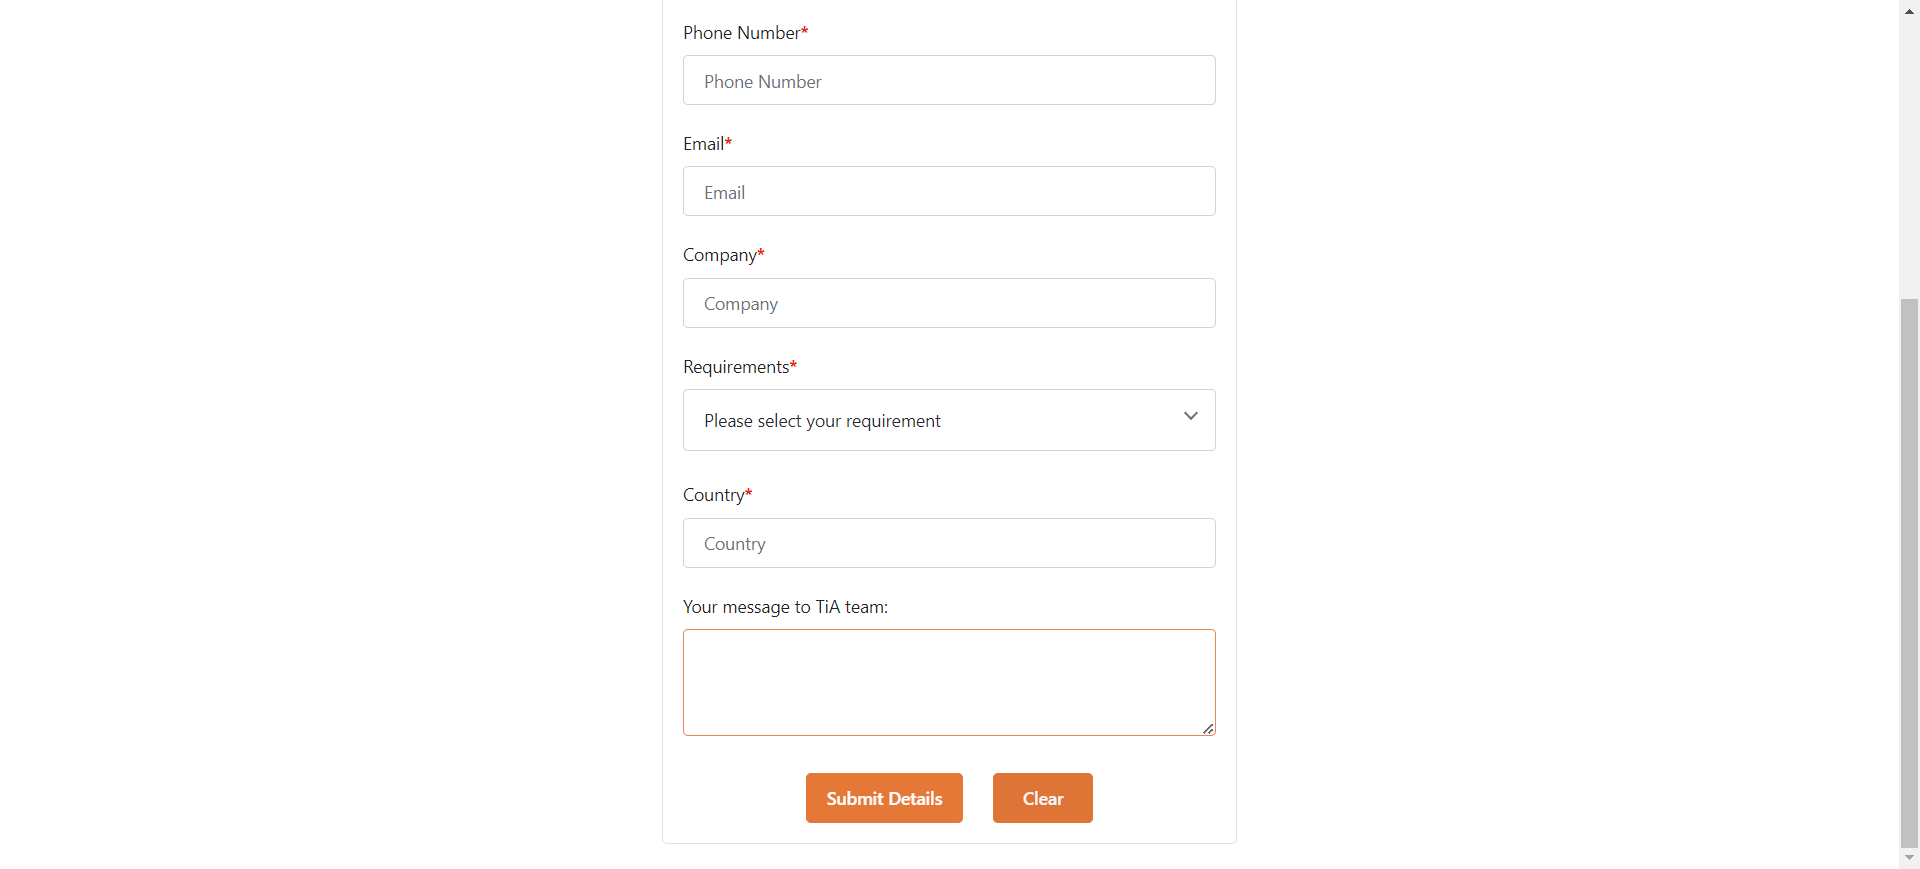 Phone Number*
Phone Number
Email*
Email
Company*
Company
Requirements*
Please select your requirement
Country*
Country
Your message to TiA team:
Submit Details
Clear